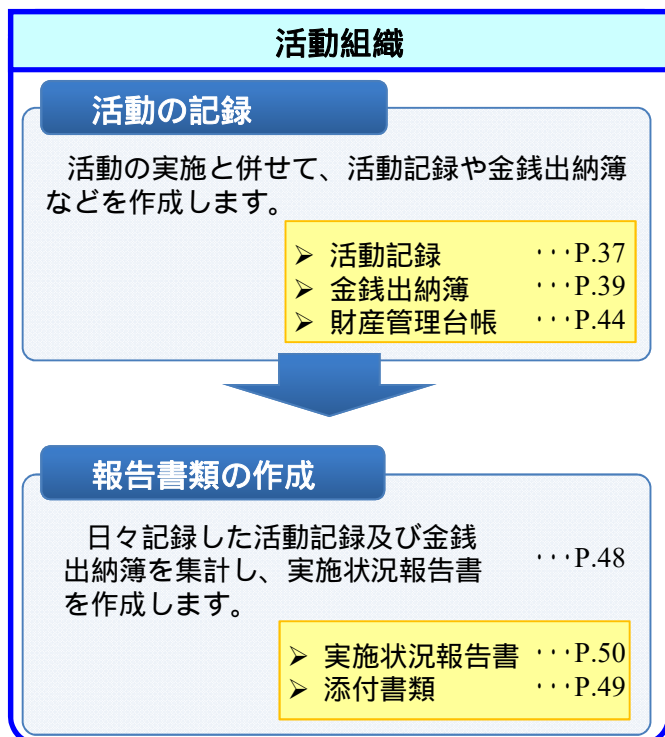 活動組織
活動の記録
活動の実施と併せて、活動記録や金銭出納簿
などを作成します。
➢ 活動記録 ･･･P.37
➢ 金銭出納簿 ･･･P.39
➢ 財産管理台帳 ･･･P.44
報告書類の作成
日々記録した活動記録及び金銭
出納簿を集計し、実施状況報告書 ･･･P.48
を作成します。
➢ 実施状況報告書 ･･･P.50
➢ 添付書類 ･･･P.49